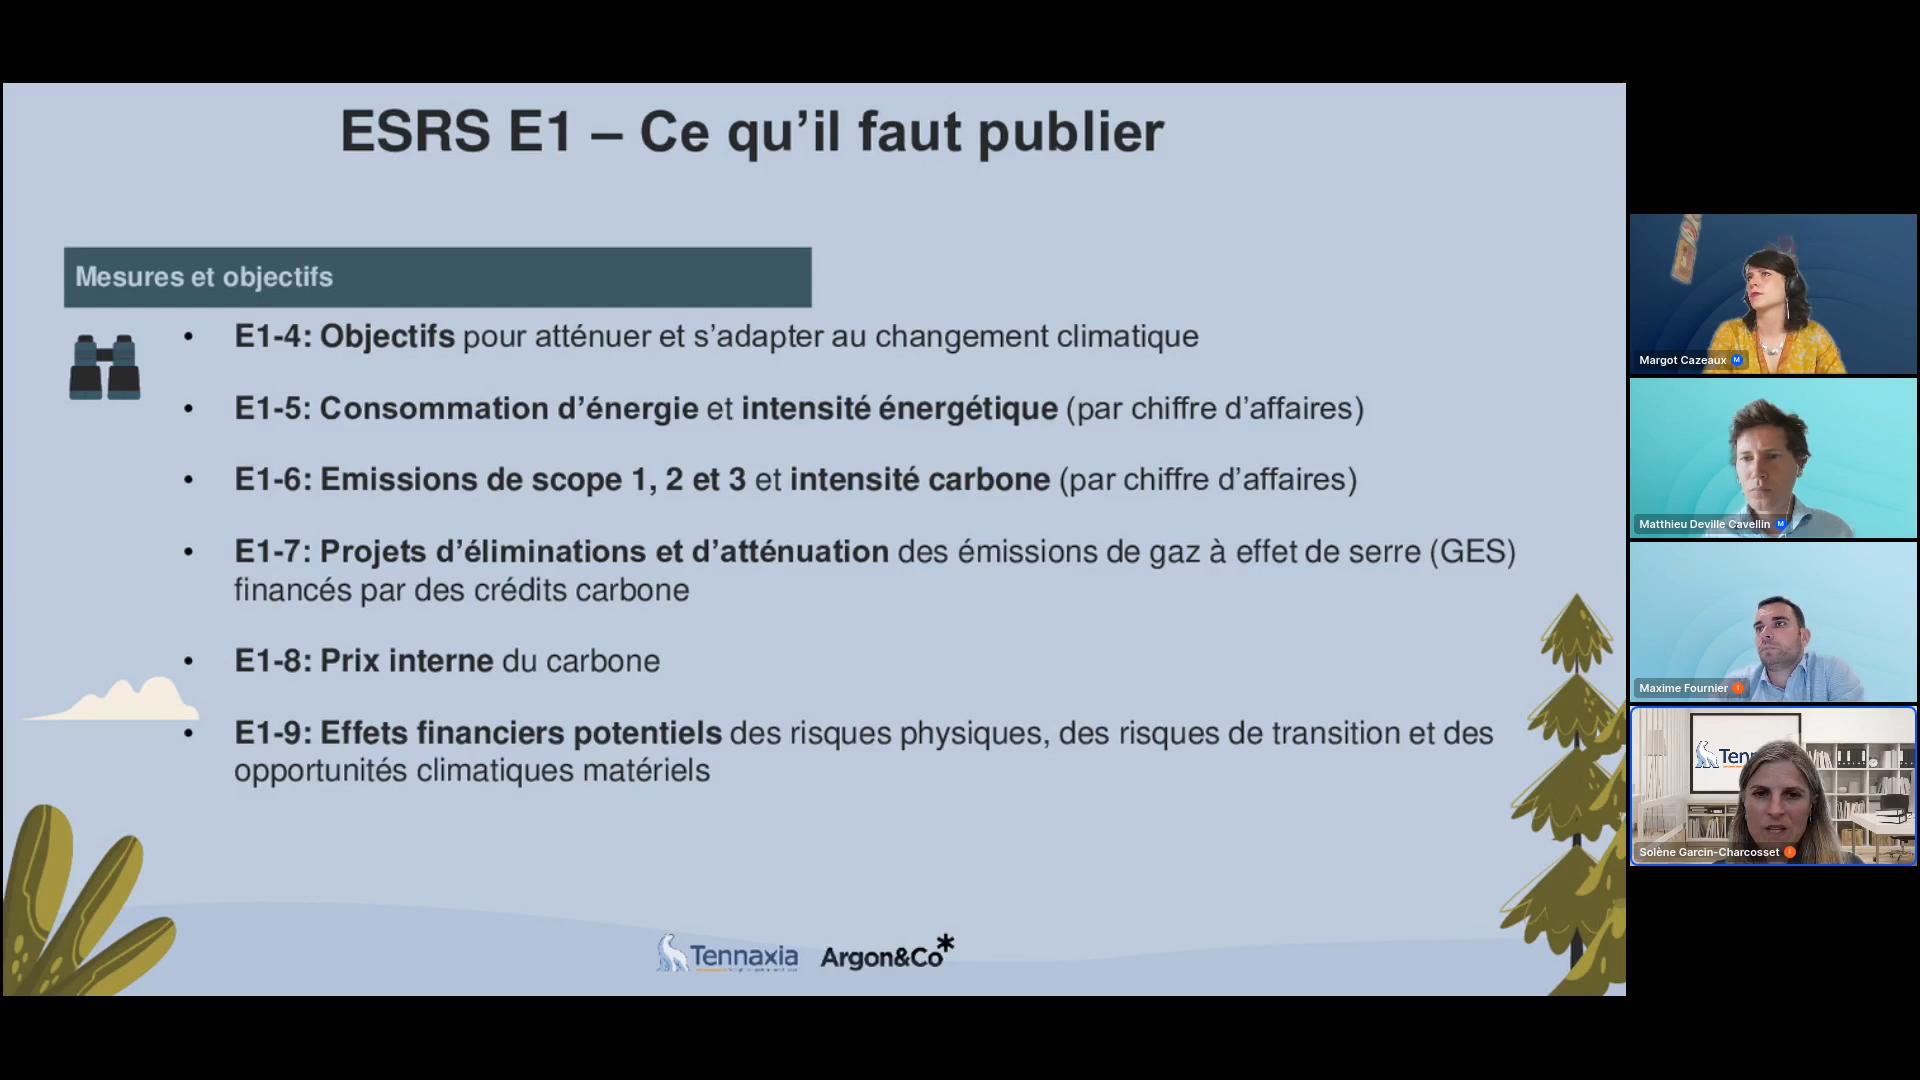 ESRS E1 – Ce qu’il faut publier
Mesures et objectifs
• E1-4: Objectifs pour atténuer et s’adapter au changement climatique
• E1-5: Consommation d’énergie et intensité énergétique (par chiffre d’affaires)
• E1-6: Emissions de scope 1, 2 et 3 et intensité carbone (par chiffre d’affaires)
• E1-7: Projets d’éliminations et d’atténuation des émissions de gaz à effet de serre (GES)
financés par des crédits carbone
• E1-8: Prix interne du carbone
• E1-9: Effets financiers potentiels des risques physiques, des risques de transition et des
opportunités climatiques matériels
Tennaxia
Argon&Co*
Margot Cazeaux M
Matthieu Deville Cavellin M
Maxime Fournier I
Ten
Solène Garcin-Charcosset I